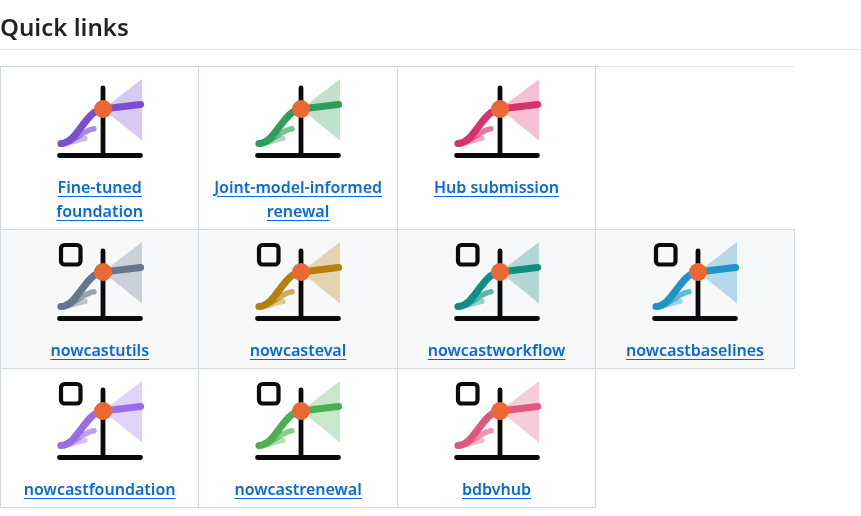 Quick links
Fine-tuned
foundation
Joint-model-informed
renewal
Hub submission
nowcastutils
nowcasteval
nowcastworkflow
nowcastbaselines
nowcastfoundation
nowcastrenewal
bdbvhub